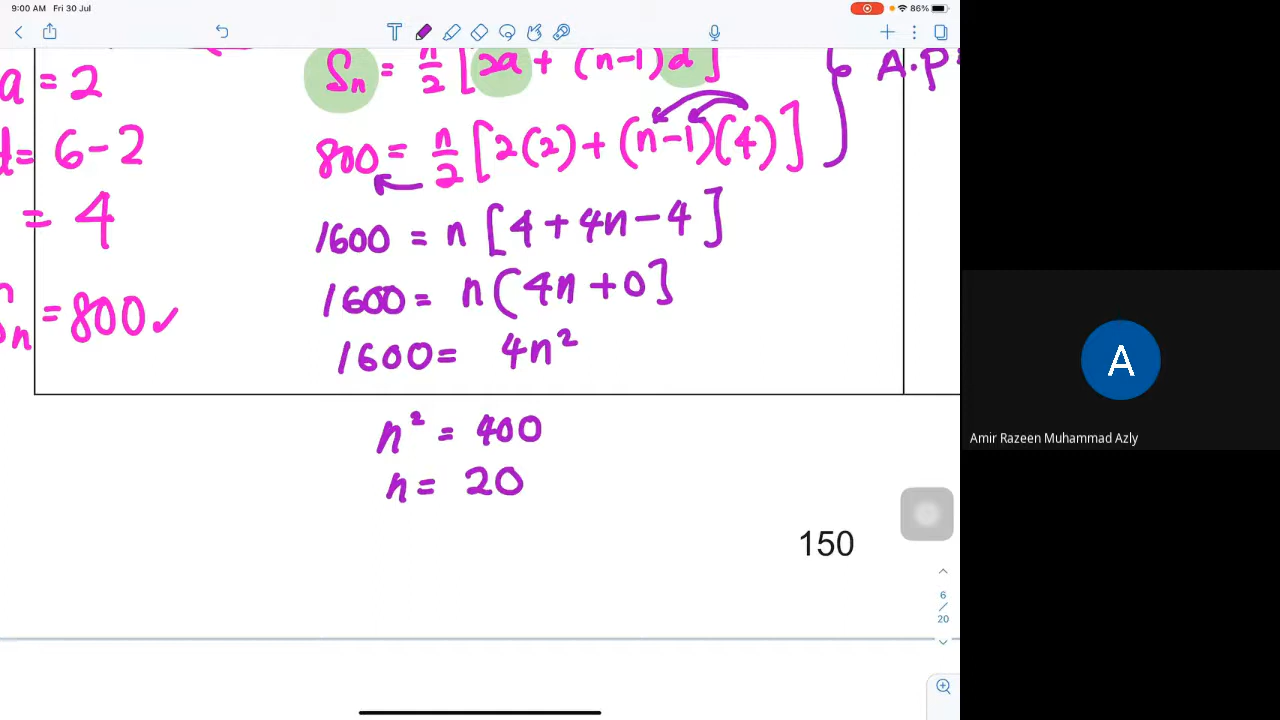 9:00 AM Fri 30 Jul
86%
a = 2
d = 6 - 2
= 4
Sn = 800 ✓
Sn = n/2 [2a + (n-1)d]
800 = n/2 [2(2) + (n-1)(4)]
1600 = n [4 + 4n - 4]
1600 = n (4n + 0]
1600 = 4n²
n² = 400
n = 20
A.P
150
6
/
20
A
Amir Razeen Muhammad Azly